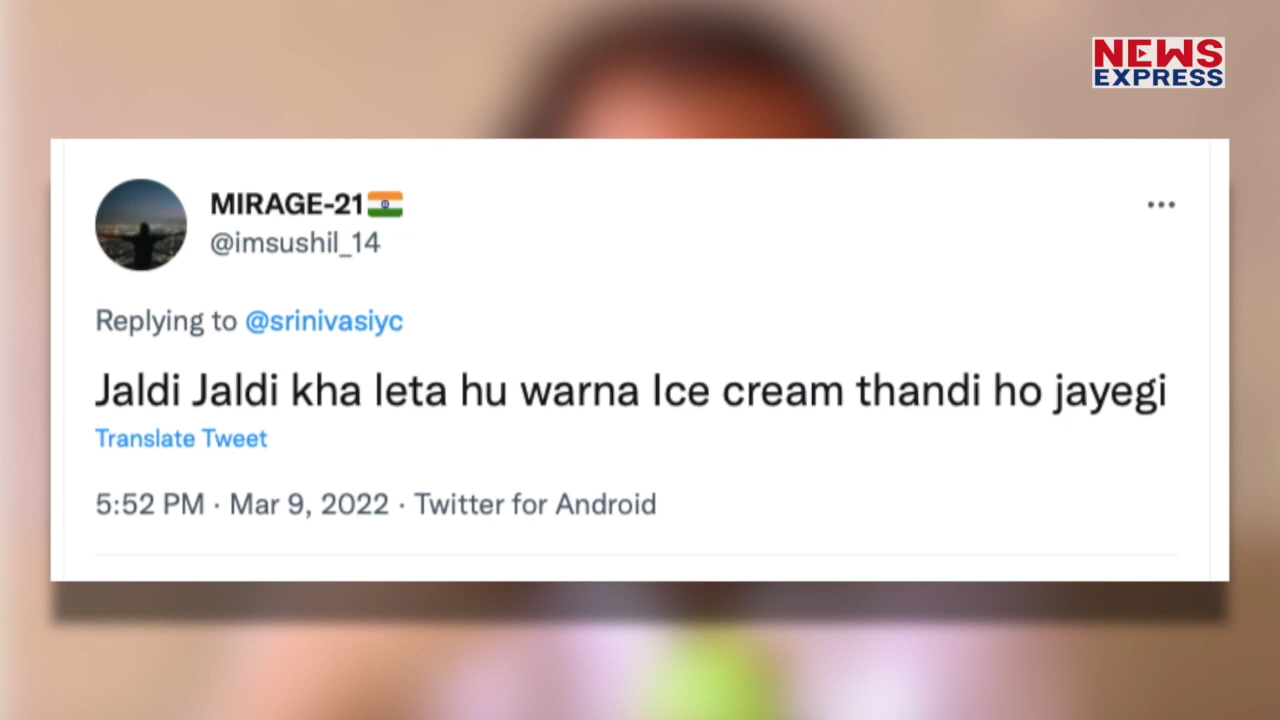 NEWS
EXPRESS
MIRAGE-21🇮🇳
@imsushil_14
Replying to @srinivasiyc
Jaldi Jaldi kha leta hu warna Ice cream thandi ho jayegi
Translate Tweet
5:52 PM · Mar 9, 2022 · Twitter for Android